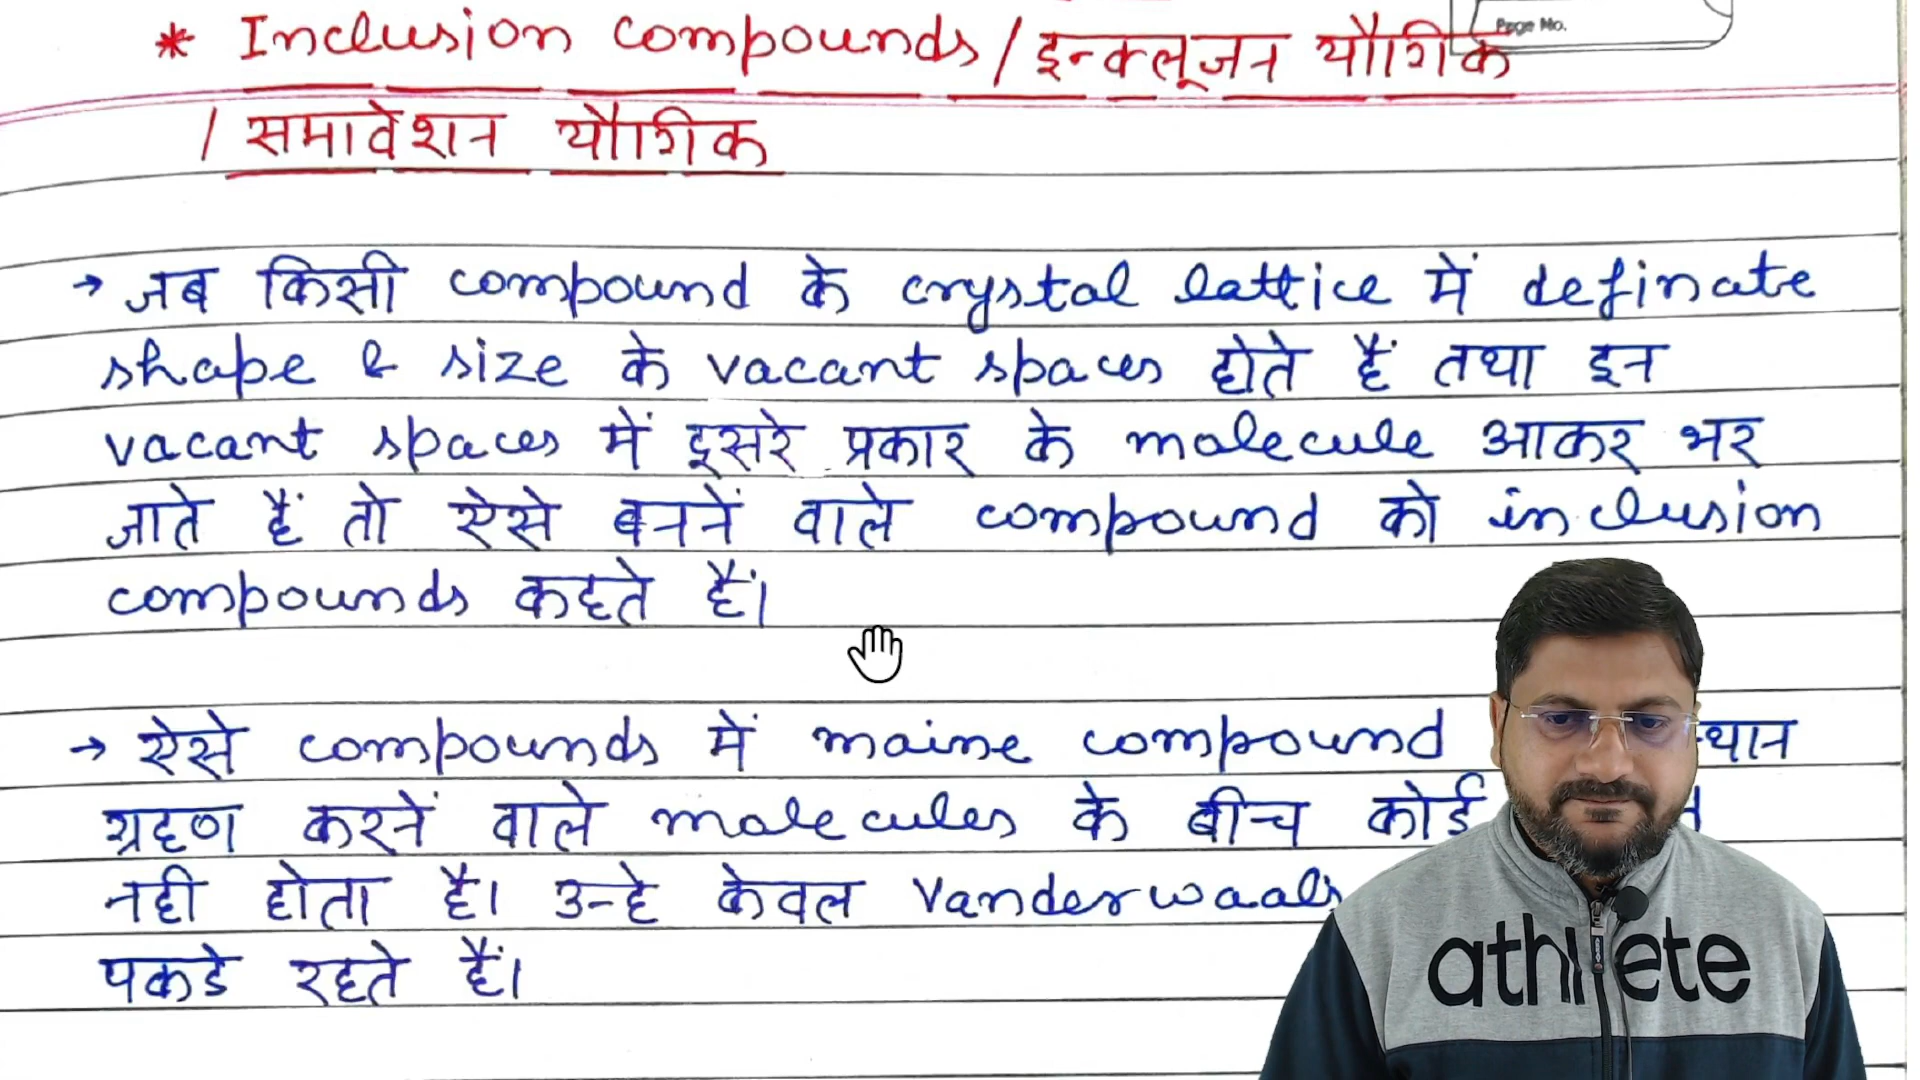 Page No.
* Inclusion compounds / इन्क्लूजन यौगिक
/ समावेशन यौगिक
→ जब किसी compound के crystal lattice में definate
shape & size के vacant spaces होते हैं तथा इन
vacant spaces में दूसरे प्रकार के molecule आकर भर
जाते हैं तो ऐसे बननें वाले compound को inclusion
compounds कहते हैं।
→ ऐसे compounds में maine compound
ग्रहण करनें वाले molecules के बीच कोई
नही होता है। उन्हे केवल Vanderwaals
पकडे रहते हैं।
athlete